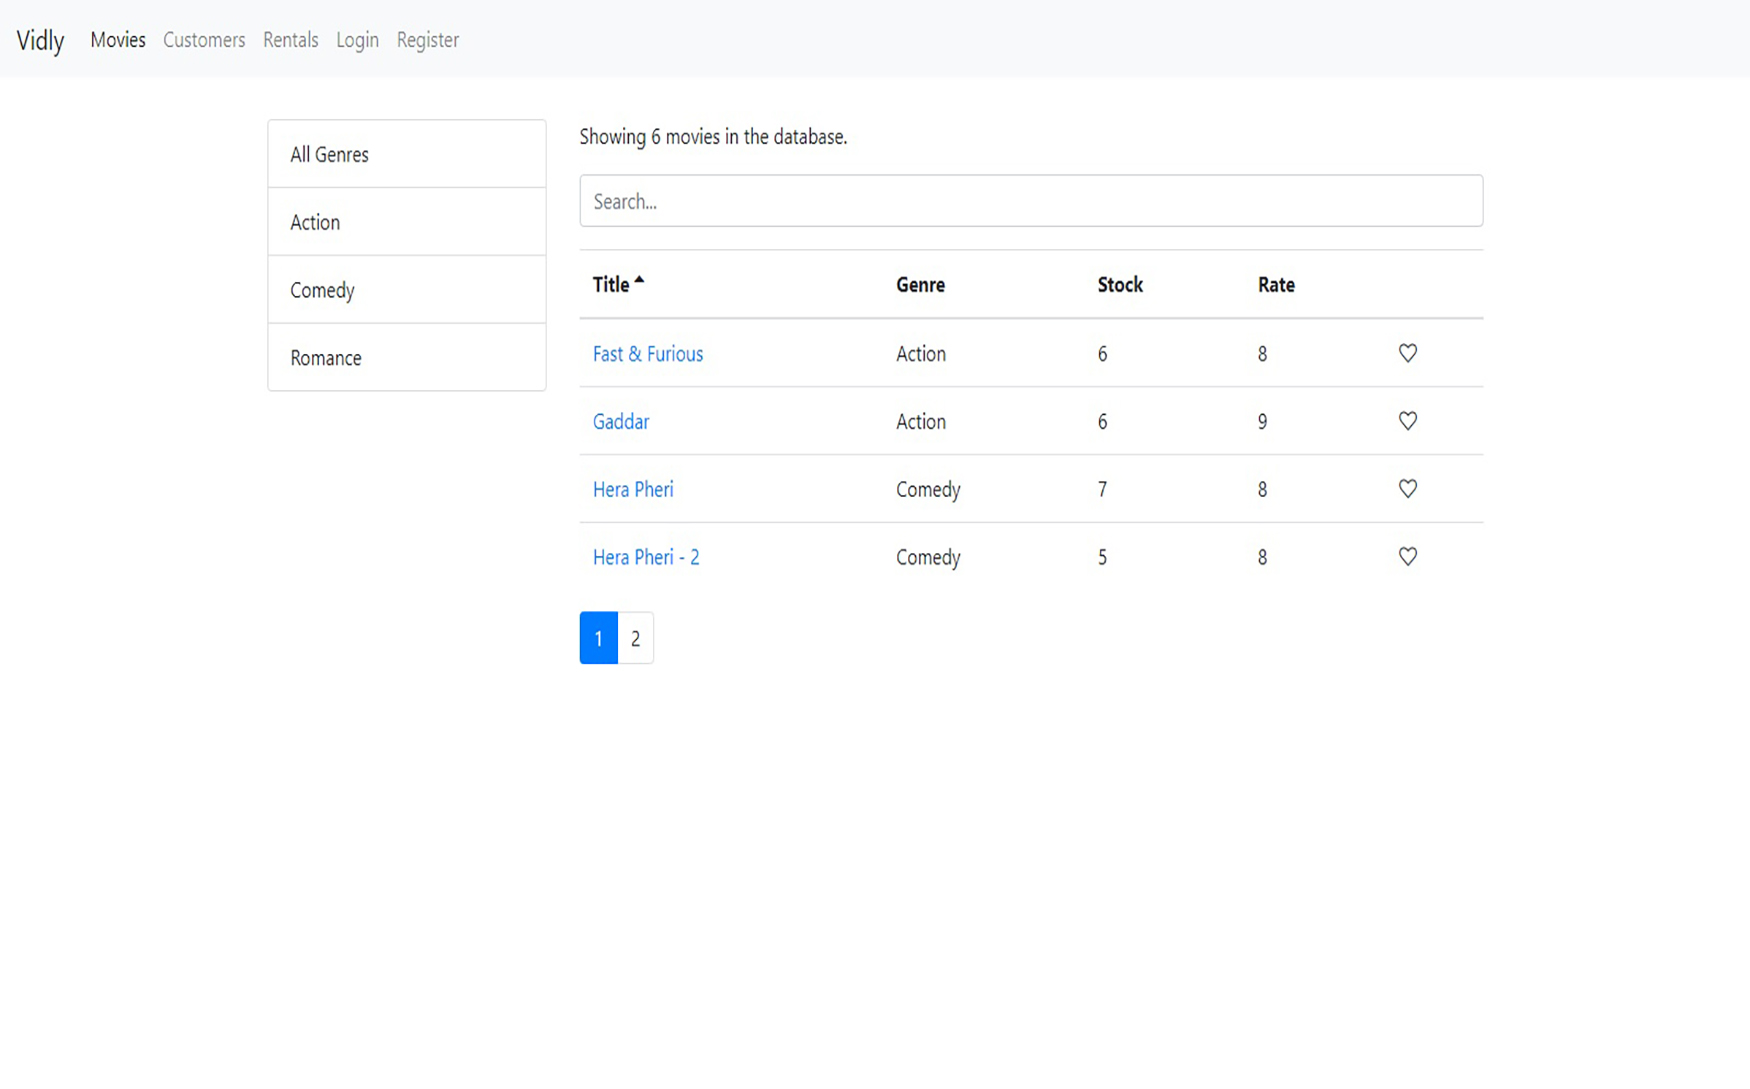 Vidly Movies Customers Rentals Login Register
All Genres
Action
Comedy
Romance
Showing 6 movies in the database.
Search...
Title Genre Stock Rate
Fast & Furious Action 6 8
Gaddar Action 6 9
Hera Pheri Comedy 7 8
Hera Pheri - 2 Comedy 5 8
1 2